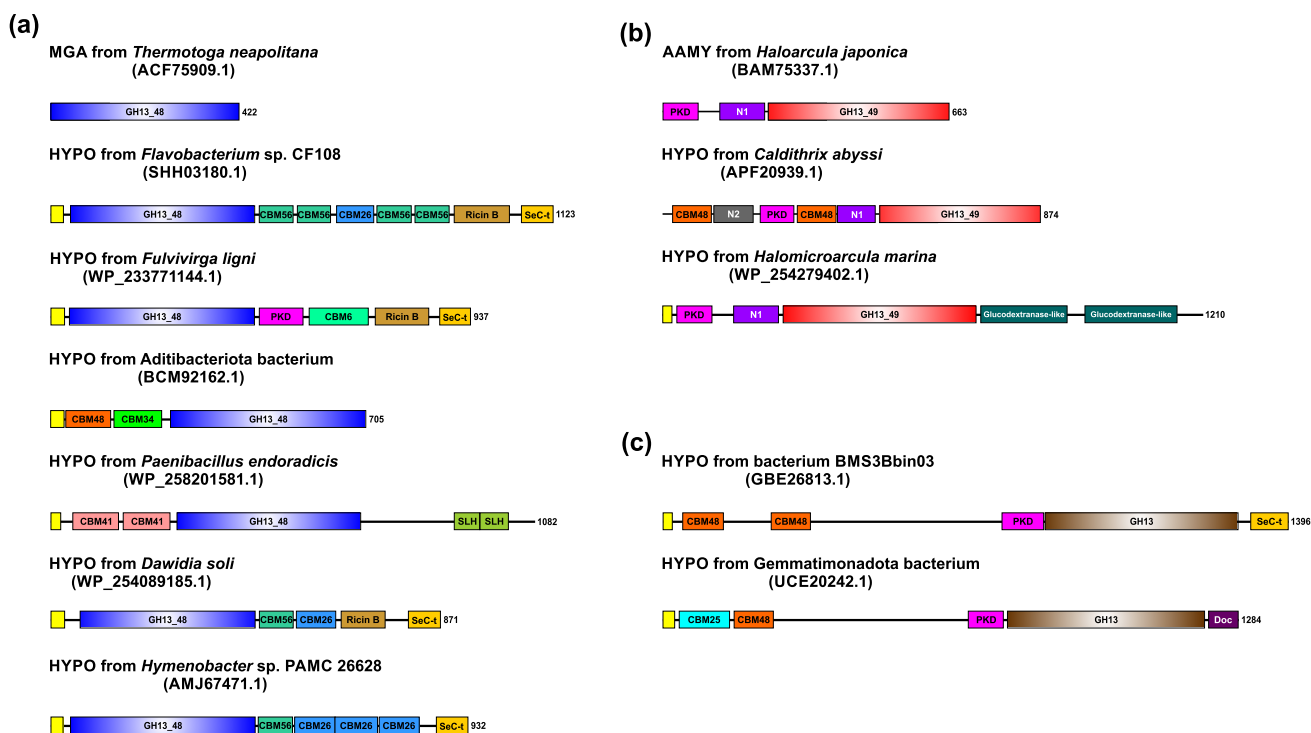 (a)
MGA from Thermotoga neapolitana
(ACF75909.1)
GH13_48 422
HYPO from Flavobacterium sp. CF108
(SHH03180.1)
GH13_48 CBM56 CBM56 CBM26 CBM56 CBM56 Ricin B SeC-t 1123
HYPO from Fulvivirga ligni
(WP_233771144.1)
GH13_48 PKD CBM6 Ricin B SeC-t 937
HYPO from Aditibacteriota bacterium
(BCM92162.1)
CBM48 CBM34 GH13_48 705
HYPO from Paenibacillus endoradicis
(WP_258201581.1)
CBM41 CBM41 GH13_48 SLH SLH 1082
HYPO from Dawidia soli
(WP_254089185.1)
GH13_48 CBM56 CBM26 Ricin B SeC-t 871
HYPO from Hymenobacter sp. PAMC 26628
(AMJ67471.1)
GH13_48 CBM56 CBM26 CBM26 CBM26 SeC-t 932
(b)
AAMY from Haloarcula japonica
(BAM75337.1)
PKD N1 GH13_49 663
HYPO from Caldithrix abyssi
(APF20939.1)
CBM48 N2 PKD CBM48 N1 GH13_49 874
HYPO from Halomicroarcula marina
(WP_254279402.1)
PKD N1 GH13_49 Glucodextranase-like Glucodextranase-like 1210
(c)
HYPO from bacterium BMS3Bbin03
(GBE26813.1)
CBM48 CBM48 PKD GH13 SeC-t 1396
HYPO from Gemmatimonadota bacterium
(UCE20242.1)
CBM25 CBM48 PKD GH13 Doc 1284